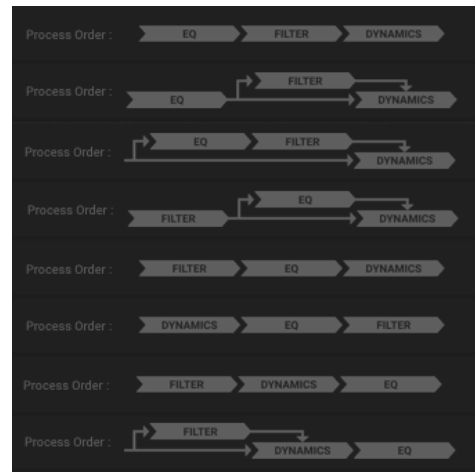 Process Order : EQ FILTER DYNAMICS
FILTER
Process Order : EQ DYNAMICS
EQ FILTER
Process Order : DYNAMICS
EQ
Process Order : FILTER DYNAMICS
Process Order : FILTER EQ DYNAMICS
Process Order : DYNAMICS EQ FILTER
Process Order : FILTER DYNAMICS EQ
FILTER
Process Order : DYNAMICS EQ